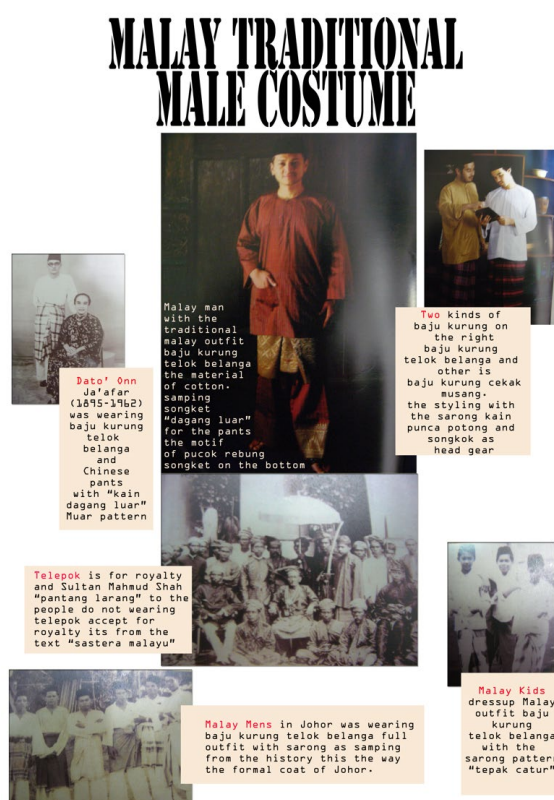 MALAY TRADITIONAL
MALE COSTUME
Malay man
with the
traditional
malay outfit
baju kurung
telok belanga
the material
of cotton.
samping
songket
"dagang luar"
for the pants
the motif
of pucok rebung
songket on the bottom
Two kinds of
baju kurung on
the right
baju kurung
telok belanga and
other is
baju kurung cekak
musang.
the styling with
the sarong kain
punca potong and
songkok as
head gear
Dato' Onn
Ja'afar
(1895-1962)
was wearing
baju kurung
telok
belanga
and
Chinese
pants
with "kain
dagang luar"
Muar pattern
Telepok is for royalty
and Sultan Mahmud Shah
"pantang larang" to the
people do not wearing
telepok accept for
royalty its from the
text "sastera malayu"
Malay Kids
dressup Malay
outfit baju
kurung
telok belanga
with the
sarong pattern
"tepak catur"
Malay Mens in Johor was wearing
baju kurung telok belanga full
outfit with sarong as samping
from the history this the way
the formal coat of Johor.